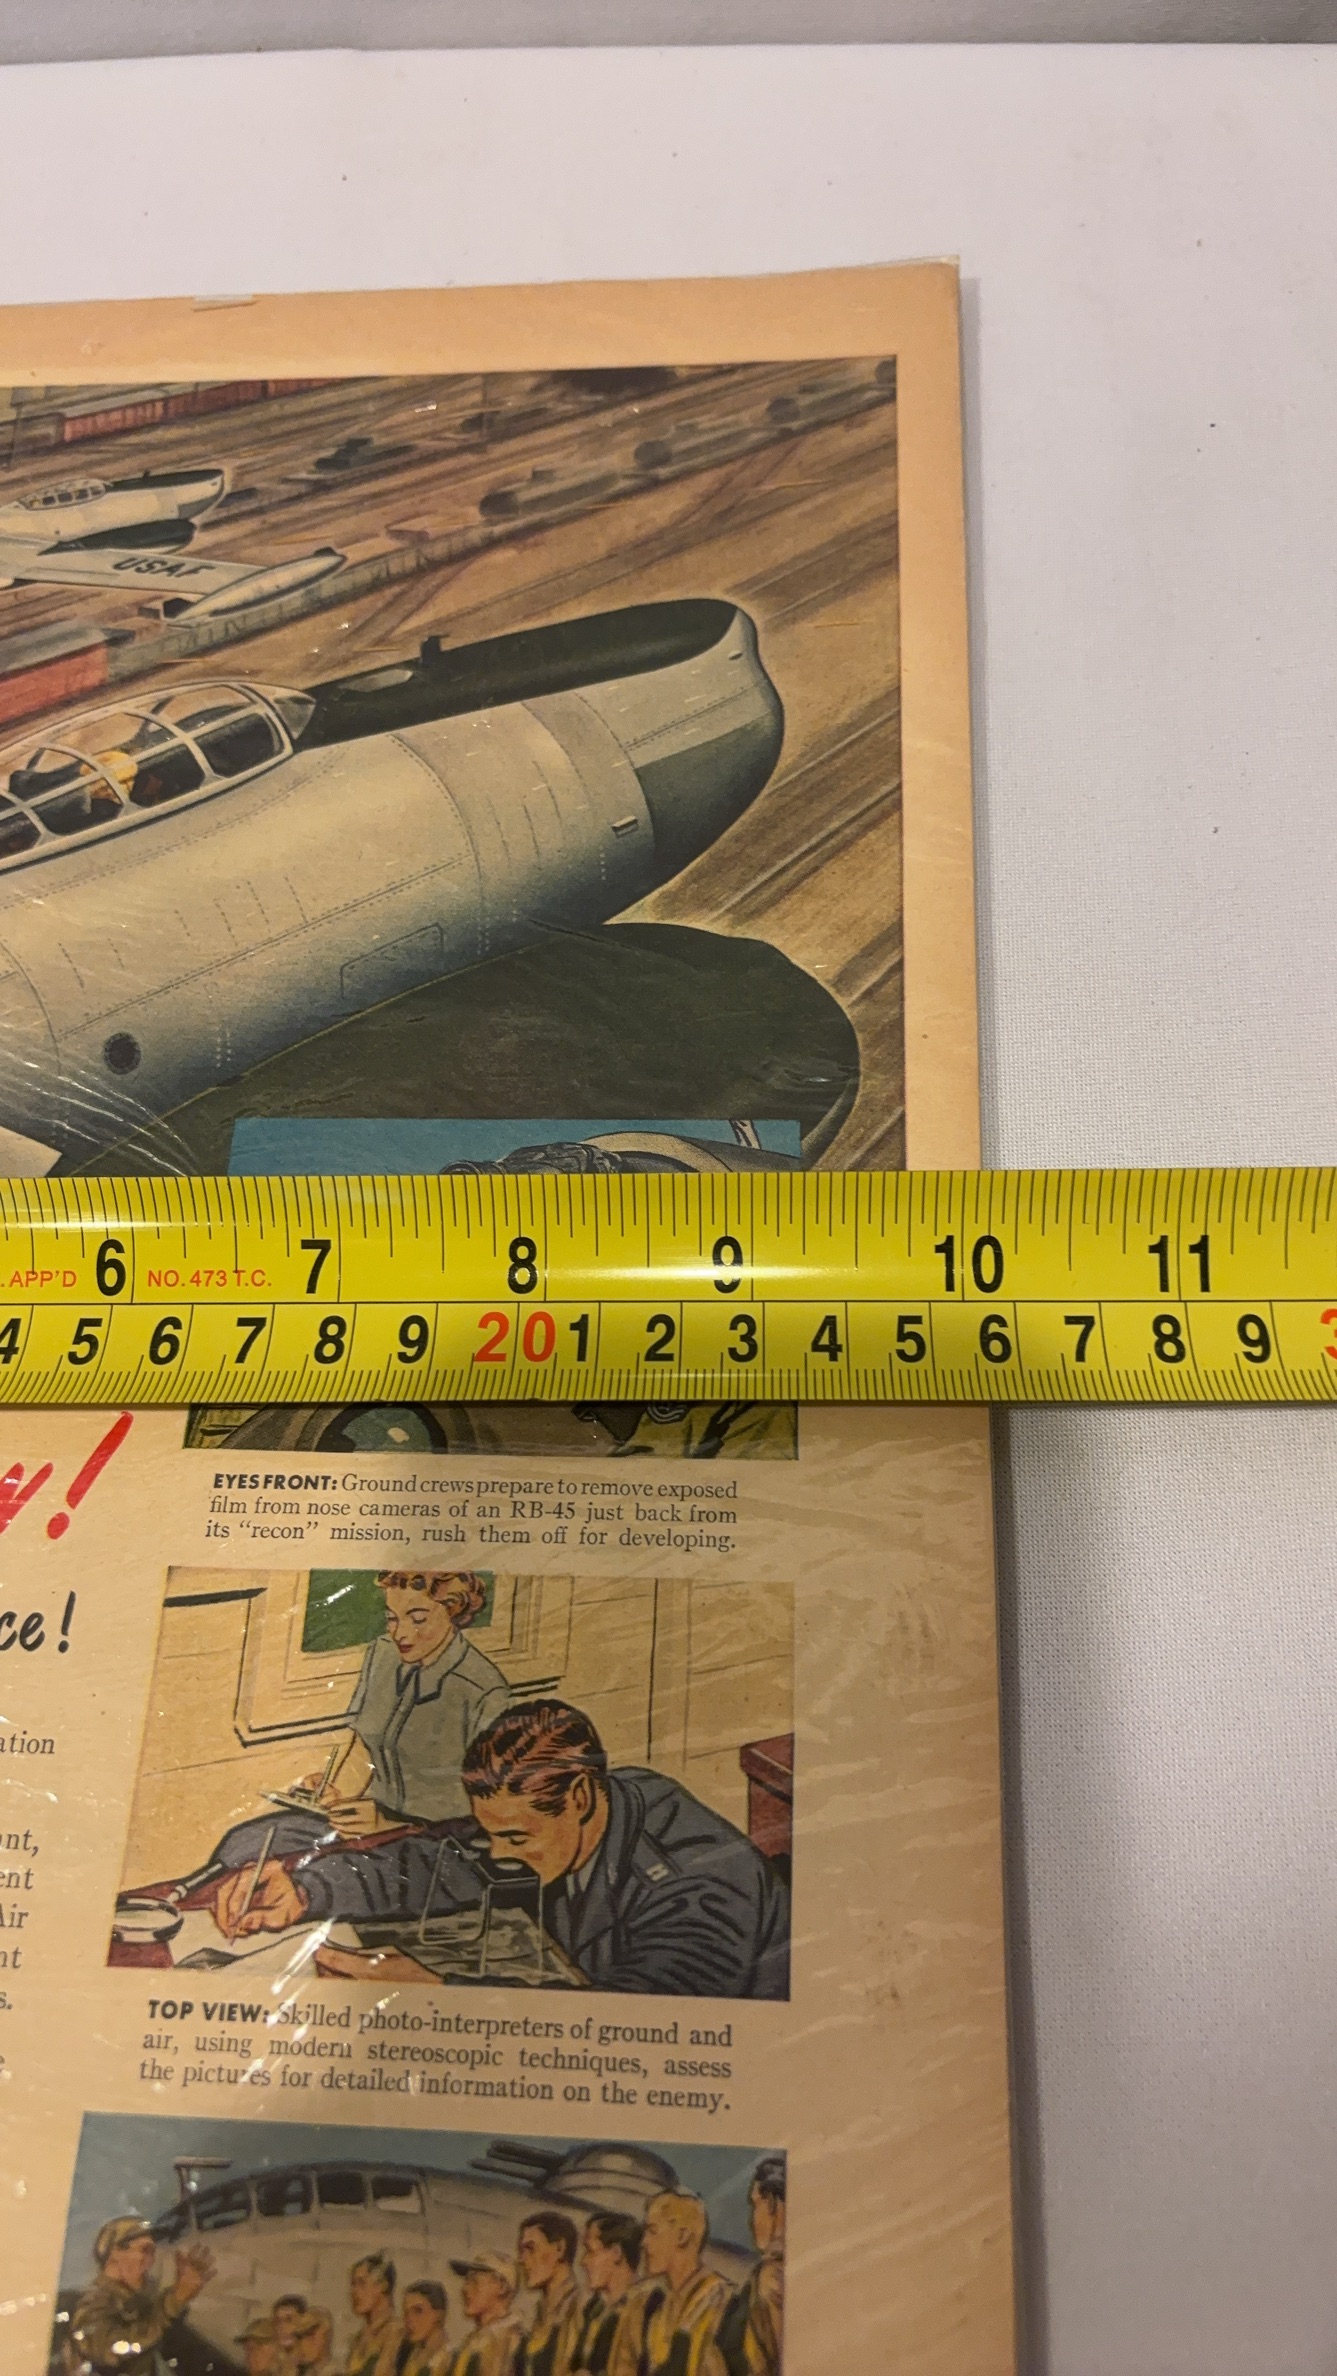 USAF
. APP'D 6 NO. 473 T.C. 7 8 9 10 11
4 5 6 7 8 9 20 1 2 3 4 5 6 7 8 9 3
!
ce!
EYES FRONT: Ground crews prepare to remove exposed
film from nose cameras of an RB-45 just back from
its “recon” mission, rush them off for developing.
ation
nt,
ent
Air
nt
s.
TOP VIEW: Skilled photo-interpreters of ground and
air, using modern stereoscopic techniques, assess
the pictures for detailed information on the enemy.